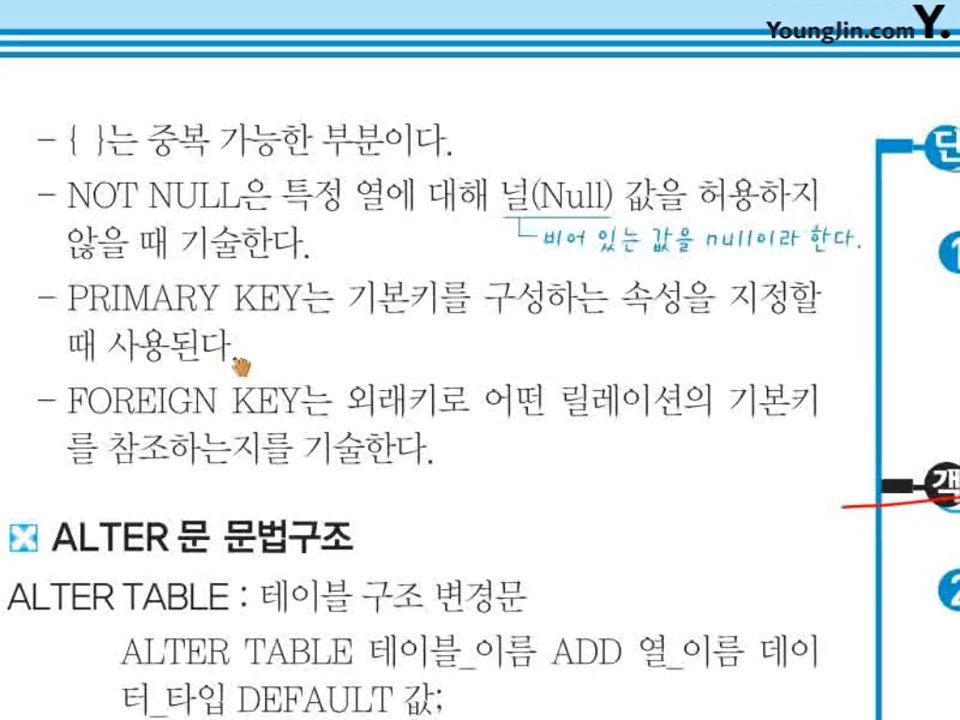 YoungJin.com Y.
– { }는 중복 가능한 부분이다.
– NOT NULL은 특정 열에 대해 널(Null) 값을 허용하지
않을 때 기술한다.
비어 있는 값을 null이라 한다.
– PRIMARY KEY는 기본키를 구성하는 속성을 지정할
때 사용된다.
– FOREIGN KEY는 외래키로 어떤 릴레이션의 기본키
를 참조하는지를 기술한다.
ALTER 문 문법구조
ALTER TABLE : 테이블 구조 변경문
ALTER TABLE 테이블_이름 ADD 열_이름 데이
터_타입 DEFAULT 값;
1
2